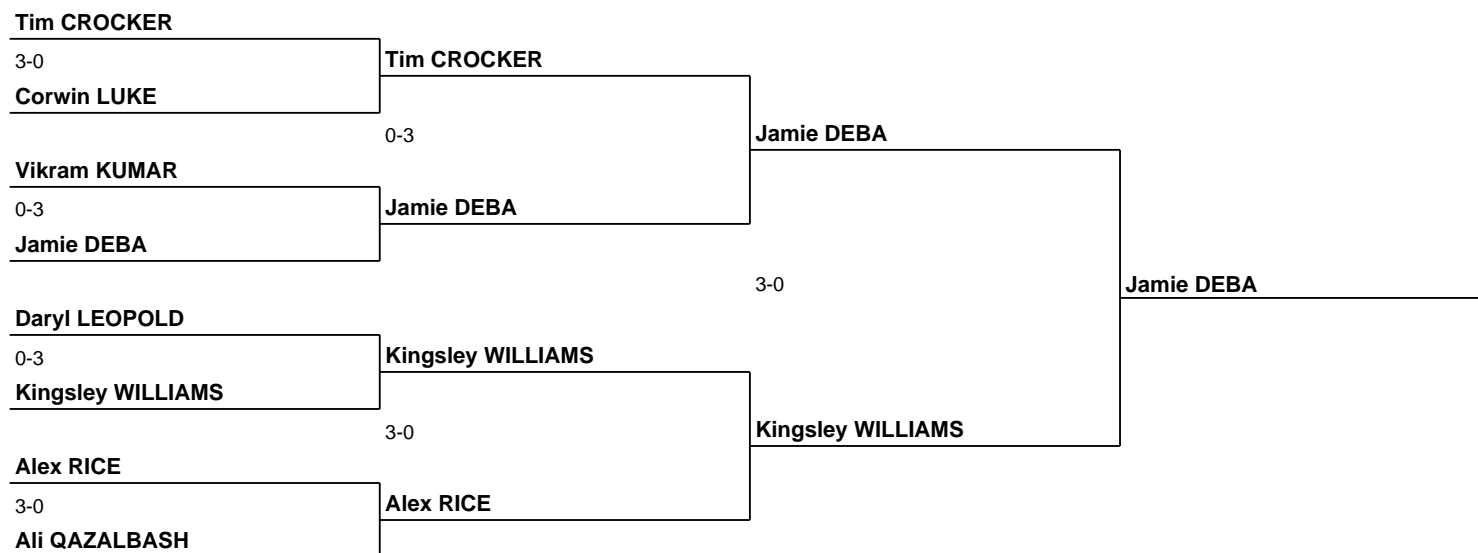 Tim CROCKER
3-0
Corwin LUKE
Vikram KUMAR
0-3
Jamie DEBA
Daryl LEOPOLD
0-3
Kingsley WILLIAMS
Alex RICE
3-0
Ali QAZALBASH
Tim CROCKER
0-3
Jamie DEBA
Kingsley WILLIAMS
3-0
Alex RICE
Jamie DEBA
3-0
Kingsley WILLIAMS
Jamie DEBA